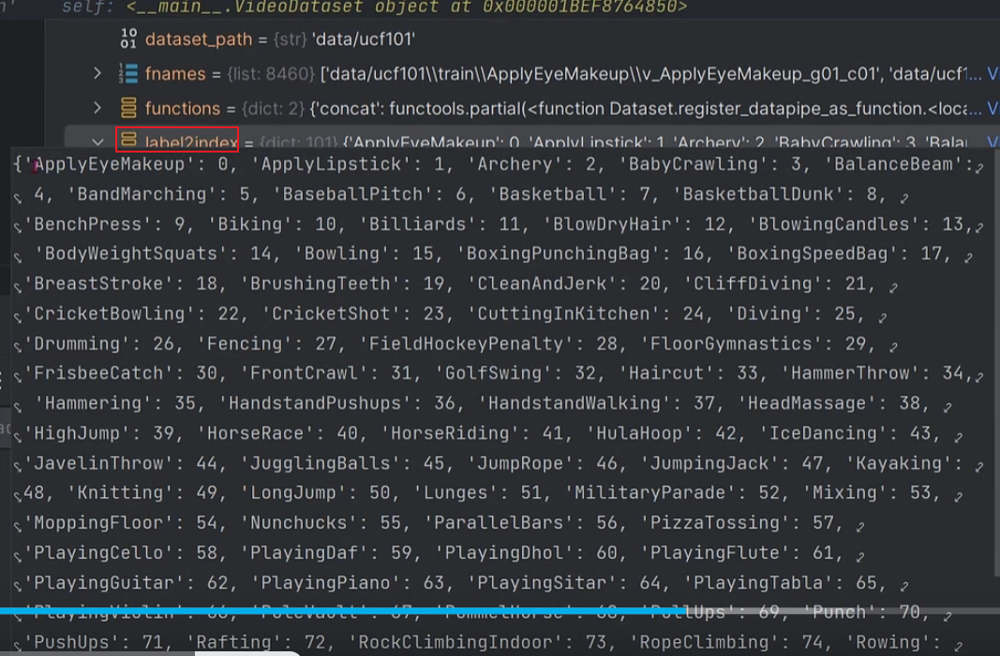 self: <__main__.VideoDataset object at 0x000001BEF8764850>
dataset_path = {str} 'data/ucf101'
fnames = {list: 8460} ['data/ucf101\\train\\ApplyEyeMakeup\\v_ApplyEyeMakeup_g01_c01', 'data/ucf1... V
functions = {dict: 2} {'concat': functools.partial(<function Dataset.register_datapipe_as_function.<loca... V
label2index = {dict: 101} {'ApplyEyeMakeup': 0, 'ApplyLipstick': 1, 'Archery': 2, 'BabyCrawling': 3, 'Balan... V
{'ApplyEyeMakeup': 0, 'ApplyLipstick': 1, 'Archery': 2, 'BabyCrawling': 3, 'BalanceBeam':
4, 'BandMarching': 5, 'BaseballPitch': 6, 'Basketball': 7, 'BasketballDunk': 8,
'BenchPress': 9, 'Biking': 10, 'Billiards': 11, 'BlowDryHair': 12, 'BlowingCandles': 13,
'BodyWeightSquats': 14, 'Bowling': 15, 'BoxingPunchingBag': 16, 'BoxingSpeedBag': 17,
'BreastStroke': 18, 'BrushingTeeth': 19, 'CleanAndJerk': 20, 'CliffDiving': 21,
'CricketBowling': 22, 'CricketShot': 23, 'CuttingInKitchen': 24, 'Diving': 25,
'Drumming': 26, 'Fencing': 27, 'FieldHockeyPenalty': 28, 'FloorGymnastics': 29,
'FrisbeeCatch': 30, 'FrontCrawl': 31, 'GolfSwing': 32, 'Haircut': 33, 'HammerThrow': 34,
'Hammering': 35, 'HandstandPushups': 36, 'HandstandWalking': 37, 'HeadMassage': 38,
'HighJump': 39, 'HorseRace': 40, 'HorseRiding': 41, 'HulaHoop': 42, 'IceDancing': 43,
'JavelinThrow': 44, 'JugglingBalls': 45, 'JumpRope': 46, 'JumpingJack': 47, 'Kayaking':
48, 'Knitting': 49, 'LongJump': 50, 'Lunges': 51, 'MilitaryParade': 52, 'Mixing': 53,
'MoppingFloor': 54, 'Nunchucks': 55, 'ParallelBars': 56, 'PizzaTossing': 57,
'PlayingCello': 58, 'PlayingDaf': 59, 'PlayingDhol': 60, 'PlayingFlute': 61,
'PlayingGuitar': 62, 'PlayingPiano': 63, 'PlayingSitar': 64, 'PlayingTabla': 65,
'PlayingViolin': 66, 'PoleVault': 67, 'PommelHorse': 68, 'PullUps': 69, 'Punch': 70,
'PushUps': 71, 'Rafting': 72, 'RockClimbingIndoor': 73, 'RopeClimbing': 74, 'Rowing':